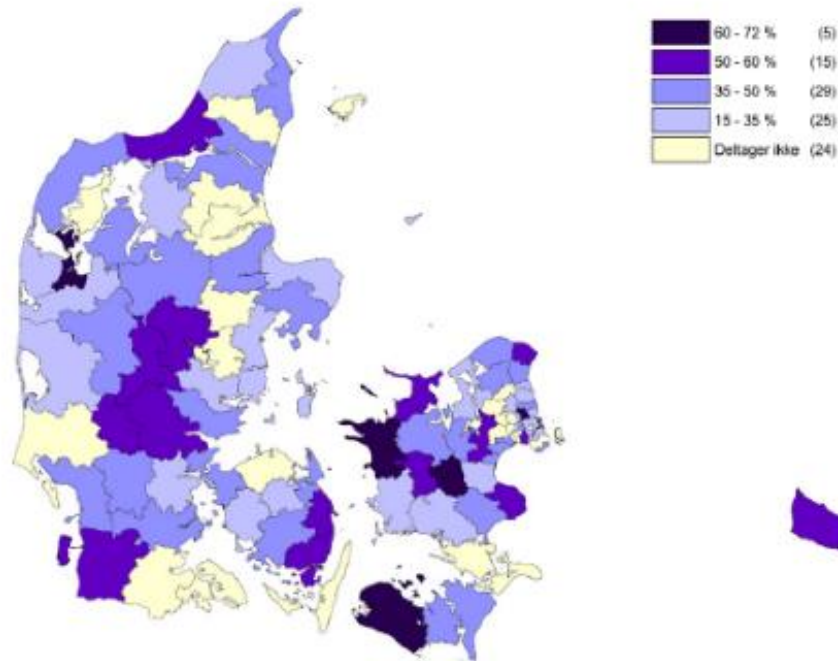 60 - 72 % (5)
50 - 60 % (15)
35 - 50 % (29)
15 - 35 % (25)
Deltager ikke (24)